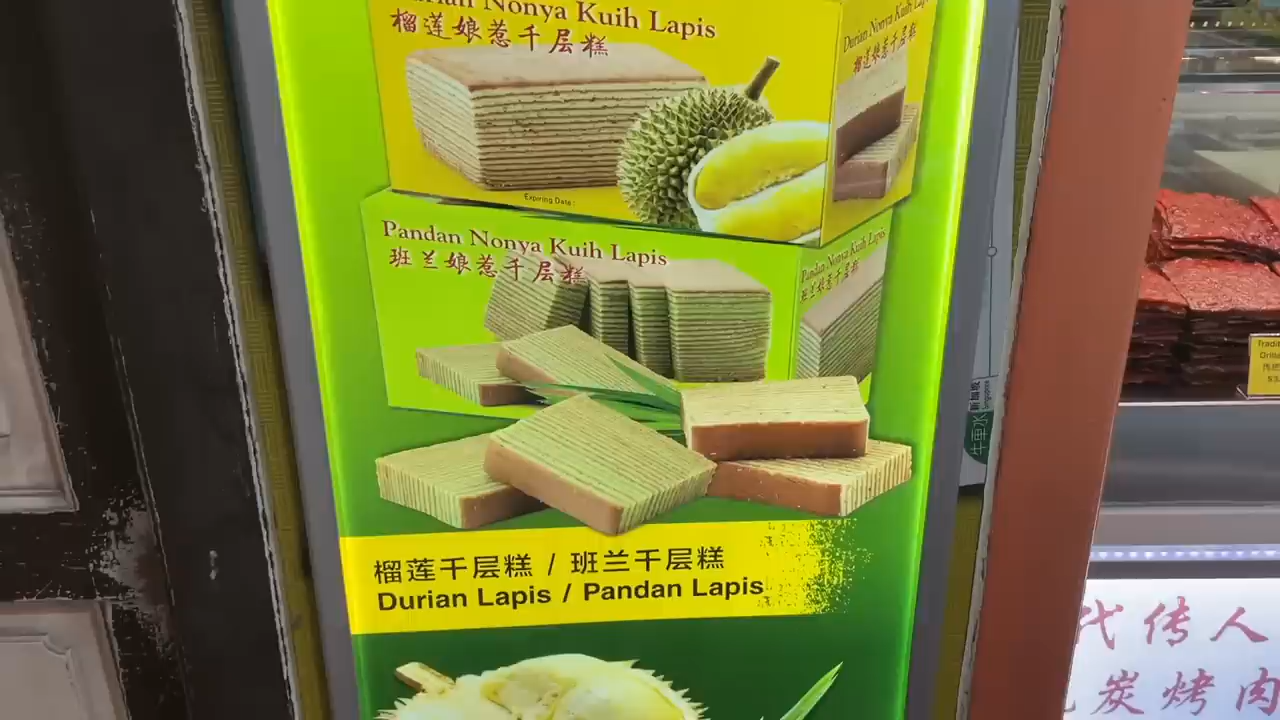 Nonya Kuih Lapis
榴莲娘惹千层糕
Durian Nonya Kuih
榴莲娘惹千层糕
Expiring Date :
Pandan Nonya Kuih Lapis
班兰娘惹千层糕
Pandan Nonya Kuih Lapis
班兰娘惹千层糕
榴莲千层糕 / 班兰千层糕
Durian Lapis / Pandan Lapis
牛車水
代传人
炭烤肉